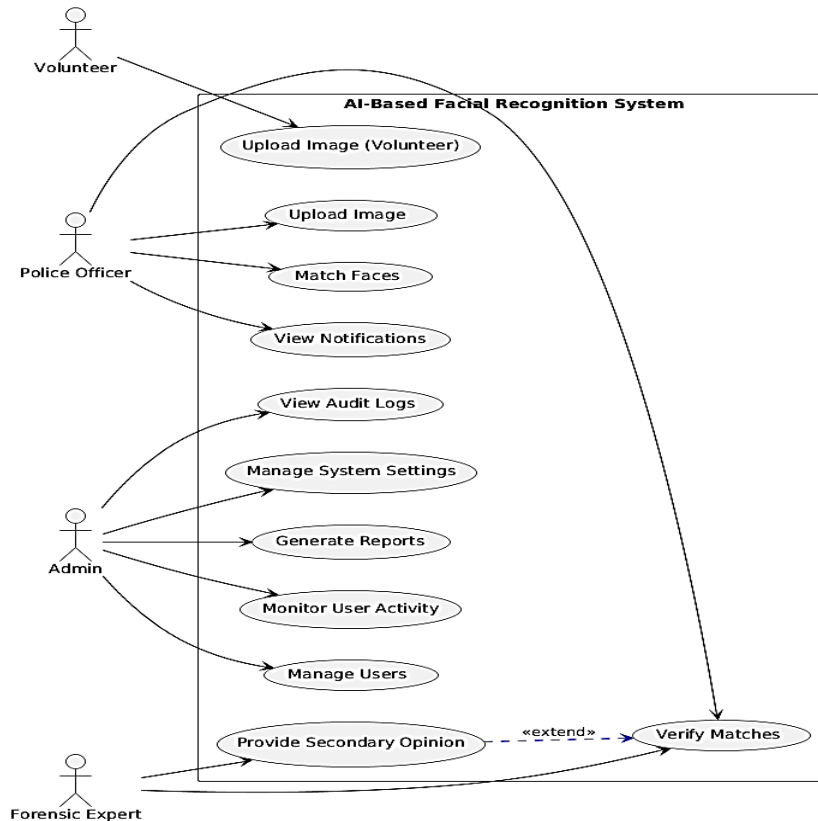 Volunteer
AI-Based Facial Recognition System
Upload Image (Volunteer)
Upload Image
Police Officer
Match Faces
View Notifications
View Audit Logs
Manage System Settings
Generate Reports
Admin
Monitor User Activity
Manage Users
Provide Secondary Opinion
«extend»
Verify Matches
Forensic Expert